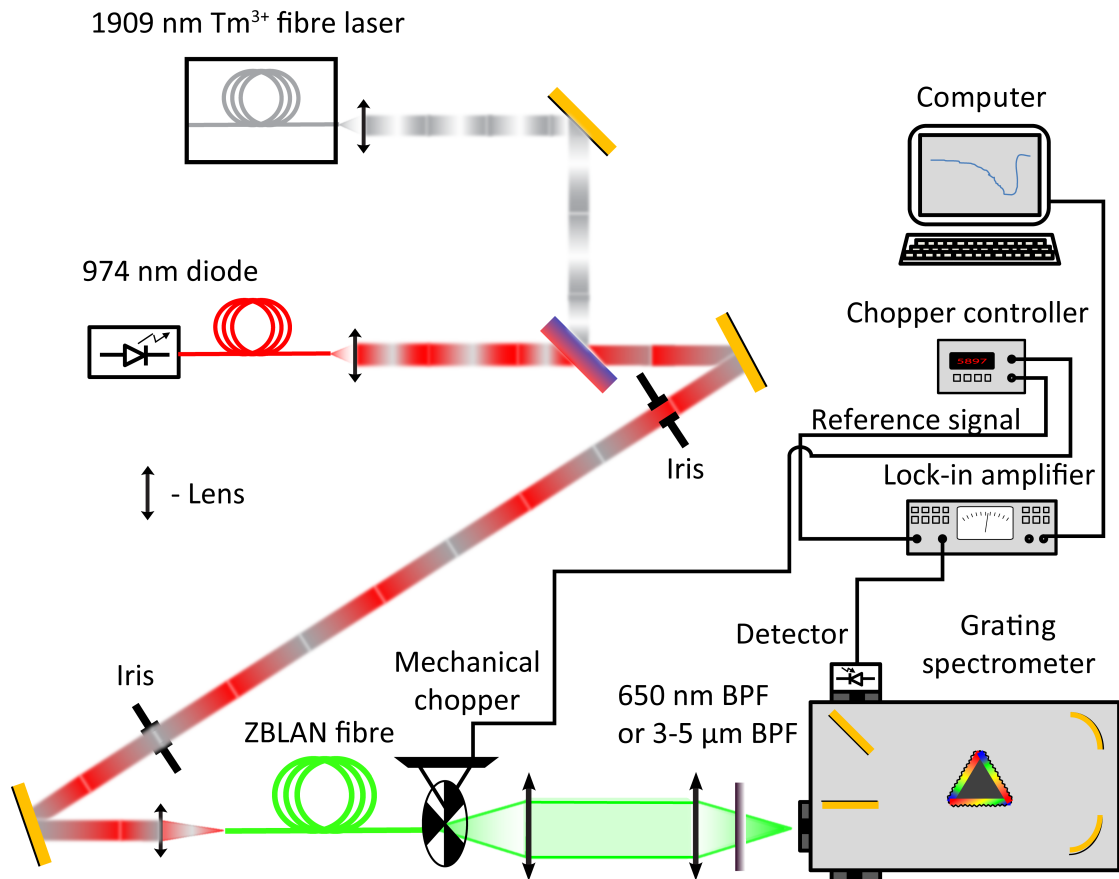 1909 nm Tm³⁺ fibre laser
Computer
974 nm diode
Chopper controller
5897
Reference signal
Iris
Lock-in amplifier
- Lens
Detector
Grating
spectrometer
Iris
Mechanical
chopper
650 nm BPF
or 3-5 µm BPF
ZBLAN fibre